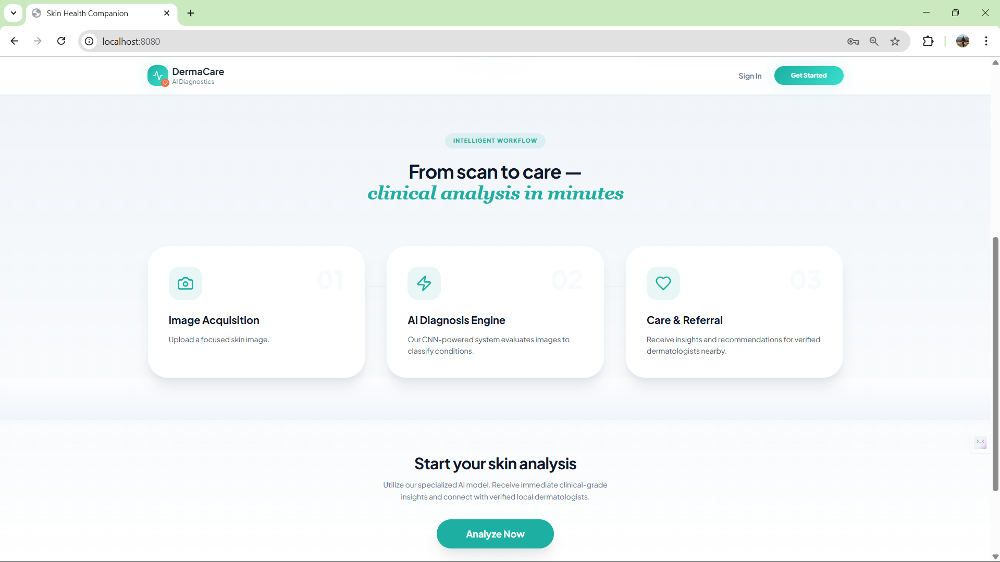 Skin Health Companion
localhost:8080
DermaCare
AI Diagnostics
Sign In
Get Started
INTELLIGENT WORKFLOW
From scan to care —
clinical analysis in minutes
01
Image Acquisition
Upload a focused skin image.
02
AI Diagnosis Engine
Our CNN-powered system evaluates images to
classify conditions.
03
Care & Referral
Receive insights and recommendations for verified
dermatologists nearby.
Start your skin analysis
Utilize our specialized AI model. Receive immediate clinical-grade
insights and connect with verified local dermatologists.
Analyze Now